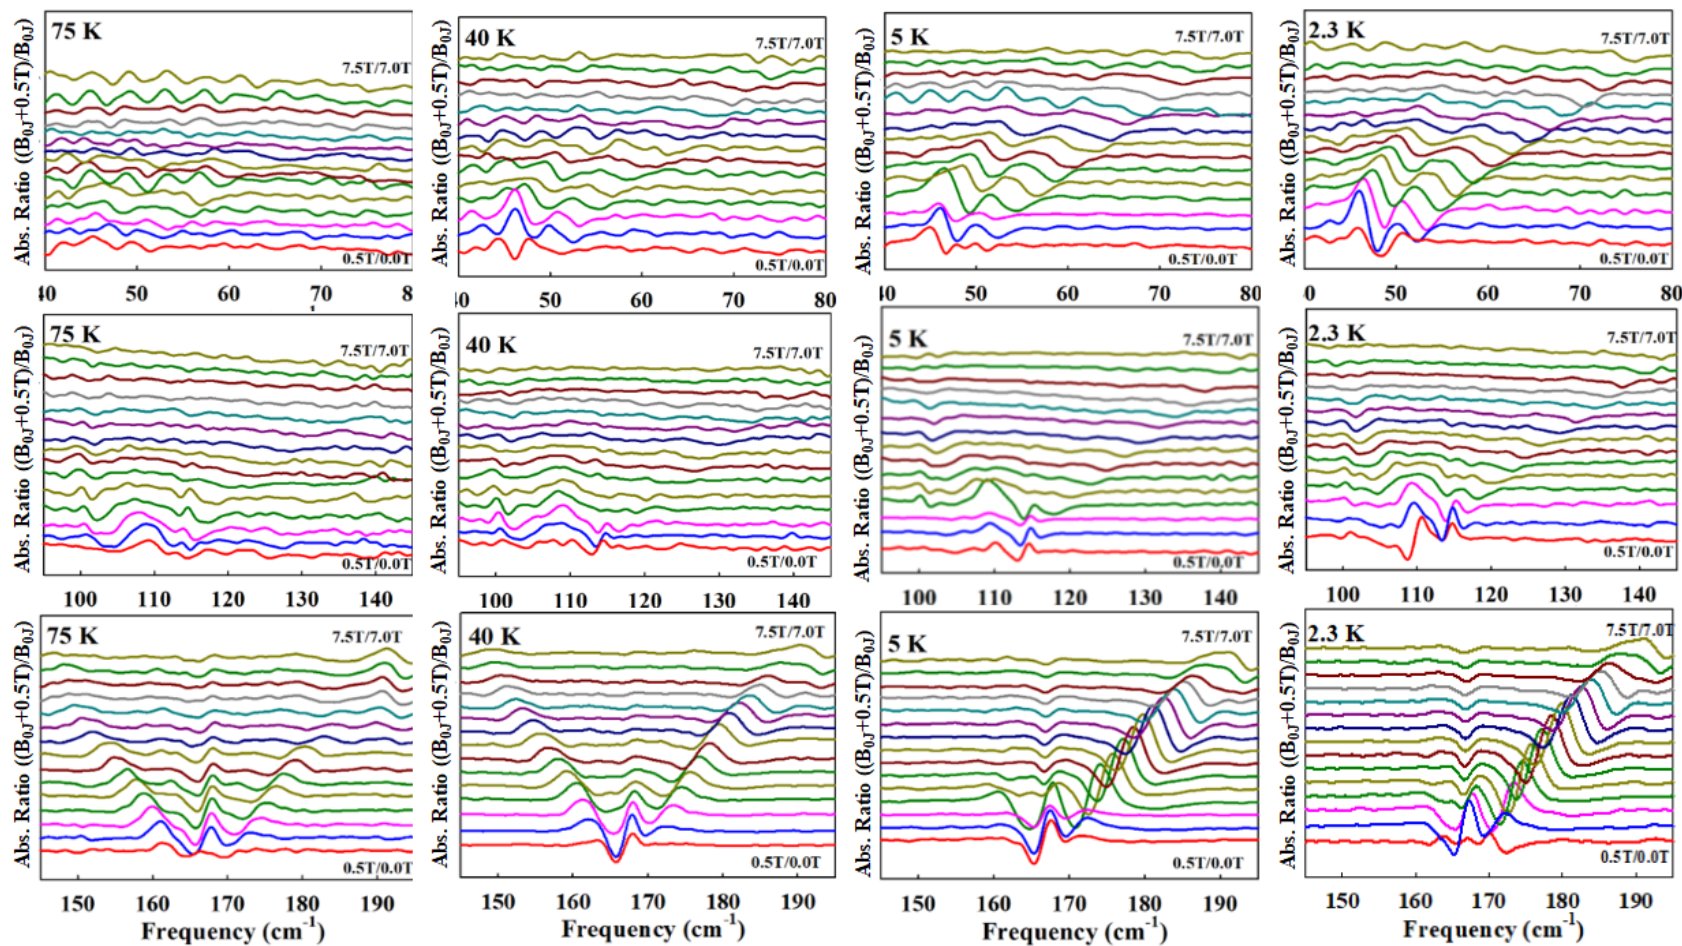 Abs. Ratio ((B0J+0.5T)/B0J)
75 K
7.5T/7.0T
0.5T/0.0T
40 50 60 70 8
Abs. Ratio ((B0J+0.5T)/B0J)
40 K
7.5T/7.0T
0.5T/0.0T
40 50 60 70 80
Abs. Ratio ((B0J+0.5T)/B0J)
5 K
7.5T/7.0T
0.5T/0.0T
40 50 60 70 80
Abs. Ratio ((B0J+0.5T)/B0J)
2.3 K
7.5T/7.0T
0.5T/0.0T
0 50 60 70 80
Abs. Ratio ((B0J+0.5T)/B0J)
75 K
7.5T/7.0T
0.5T/0.0T
100 110 120 130 140
Abs. Ratio ((B0J+0.5T)/B0J)
40 K
7.5T/7.0T
0.5T/0.0T
100 110 120 130 140
Abs. Ratio ((B0J+0.5T)/B0J)
5 K
7.5T/7.0T
0.5T/0.0T
100 110 120 130 140
Abs. Ratio ((B0J+0.5T)/B0J)
2.3 K
7.5T/7.0T
0.5T/0.0T
100 110 120 130 140
Abs. Ratio ((B0J+0.5T)/B0J)
75 K
7.5T/7.0T
0.5T/0.0T
150 160 170 180 190
Frequency (cm-1)
Abs. Ratio ((B0J+0.5T)/B0J)
40 K
7.5T/7.0T
0.5T/0.0T
150 160 170 180 190
Frequency (cm-1)
Abs. Ratio ((B0J+0.5T)/B0J)
5 K
7.5T/7.0T
0.5T/0.0T
150 160 170 180 190
Frequency (cm-1)
Abs. Ratio ((B0J+0.5T)/B0J)
2.3 K
7.5T/7.0T
0.5T/0.0T
150 160 170 180 190
Frequency (cm-1)